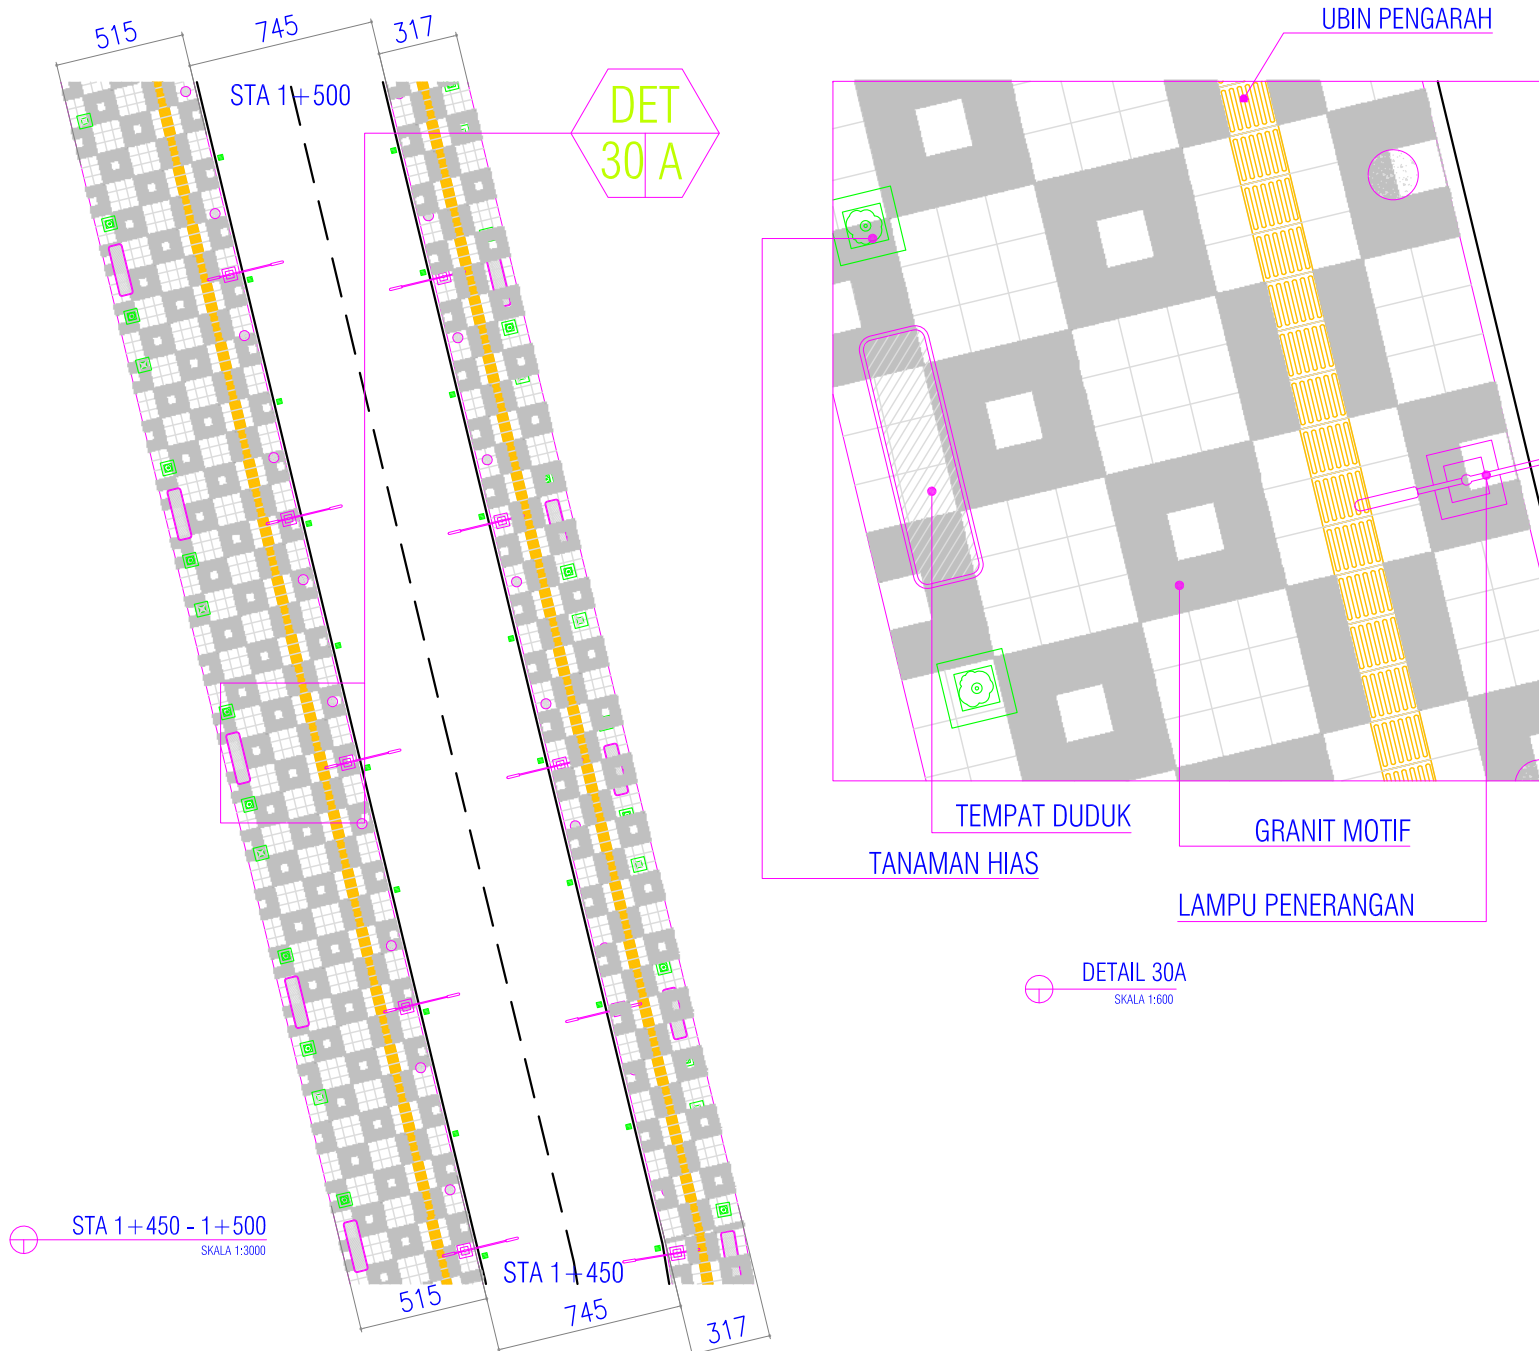 515
745
317
STA 1+500
DET
30 A
UBIN PENGARAH
TEMPAT DUDUK
GRANIT MOTIF
TANAMAN HIAS
LAMPU PENERANGAN
DETAIL 30A
SKALA 1:600
STA 1+450 - 1+500
SKALA 1:3000
STA 1+450
515
745
317